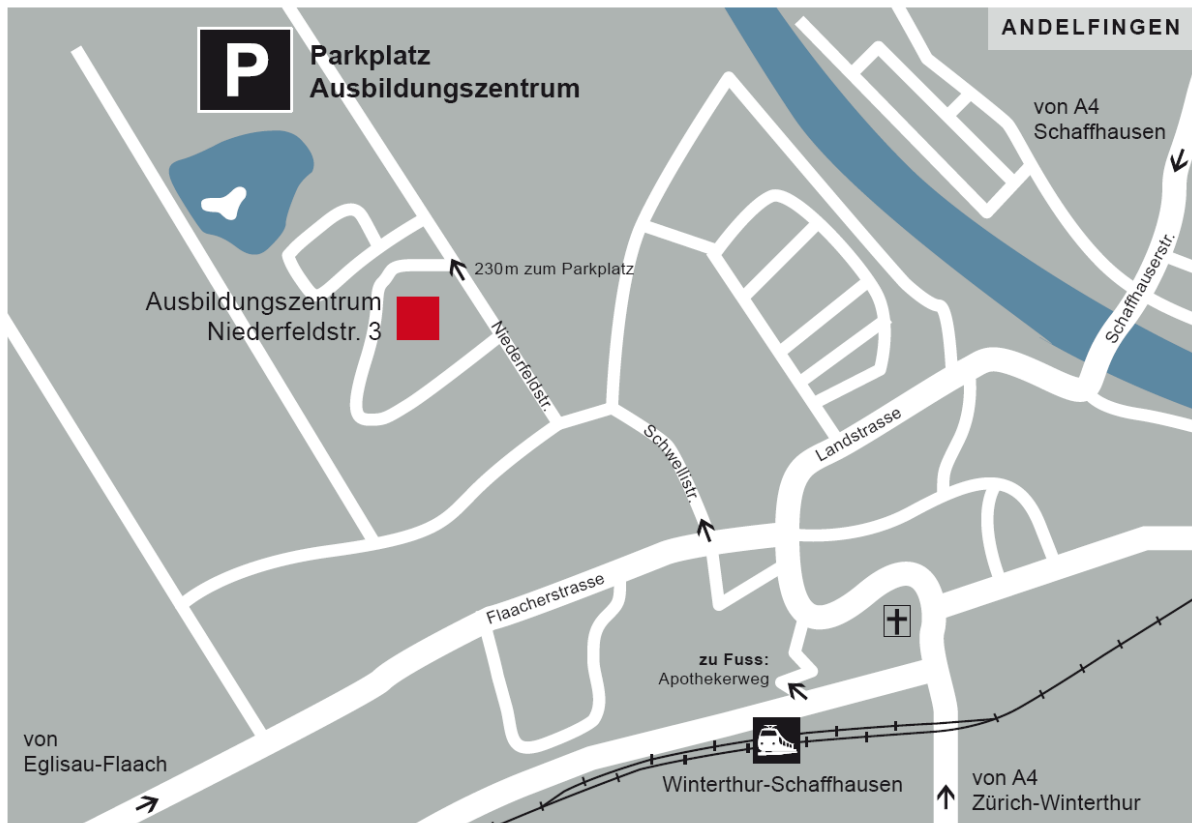 ANDELFINGEN
P
Parkplatz
Ausbildungszentrum
von A4
Schaffhausen
230m zum Parkplatz
Schaffhauserstr.
Ausbildungszentrum
Niederfeldstr. 3
Niederfeldstr.
Landstrasse
Schwellistr.
Flaacherstrasse
zu Fuss:
Apothekerweg
von
Eglisau-Flaach
Winterthur-Schaffhausen
von A4
Zürich-Winterthur